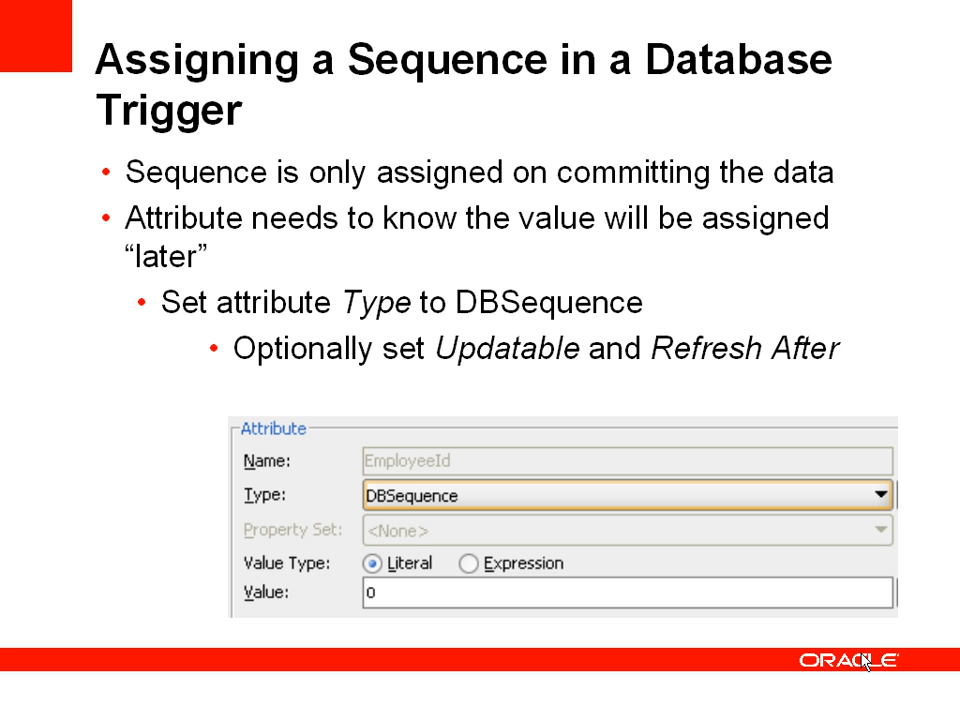 Assigning a Sequence in a Database
Trigger
• Sequence is only assigned on committing the data
• Attribute needs to know the value will be assigned
“later”
• Set attribute Type to DBSequence
• Optionally set Updatable and Refresh After
Attribute
Name: EmployeeId
Type: DBSequence
Property Set: <None>
Value Type: Literal Expression
Value: 0
ORACLE